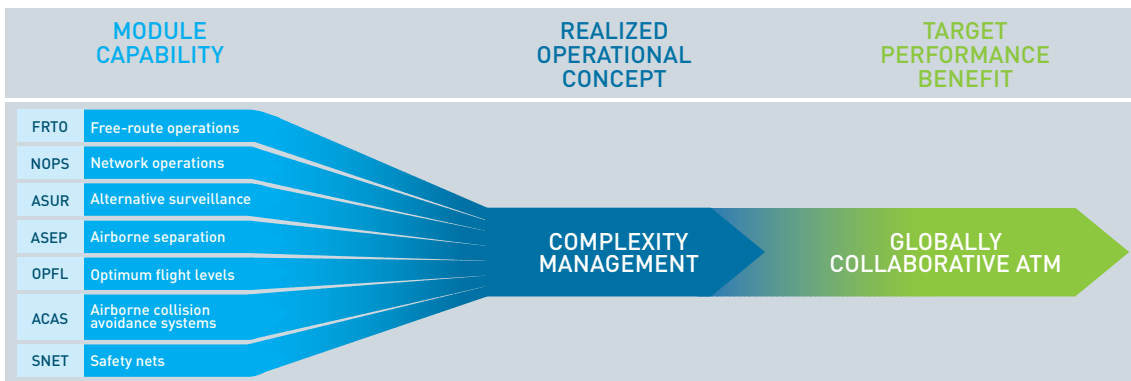 MODULE
CAPABILITY
REALIZED
OPERATIONAL
CONCEPT
TARGET
PERFORMANCE
BENEFIT
FRTO Free-route operations
NOPS Network operations
ASUR Alternative surveillance
ASEP Airborne separation
OPFL Optimum flight levels
ACAS Airborne collision
avoidance systems
SNET Safety nets
COMPLEXITY
MANAGEMENT
GLOBALLY
COLLABORATIVE ATM